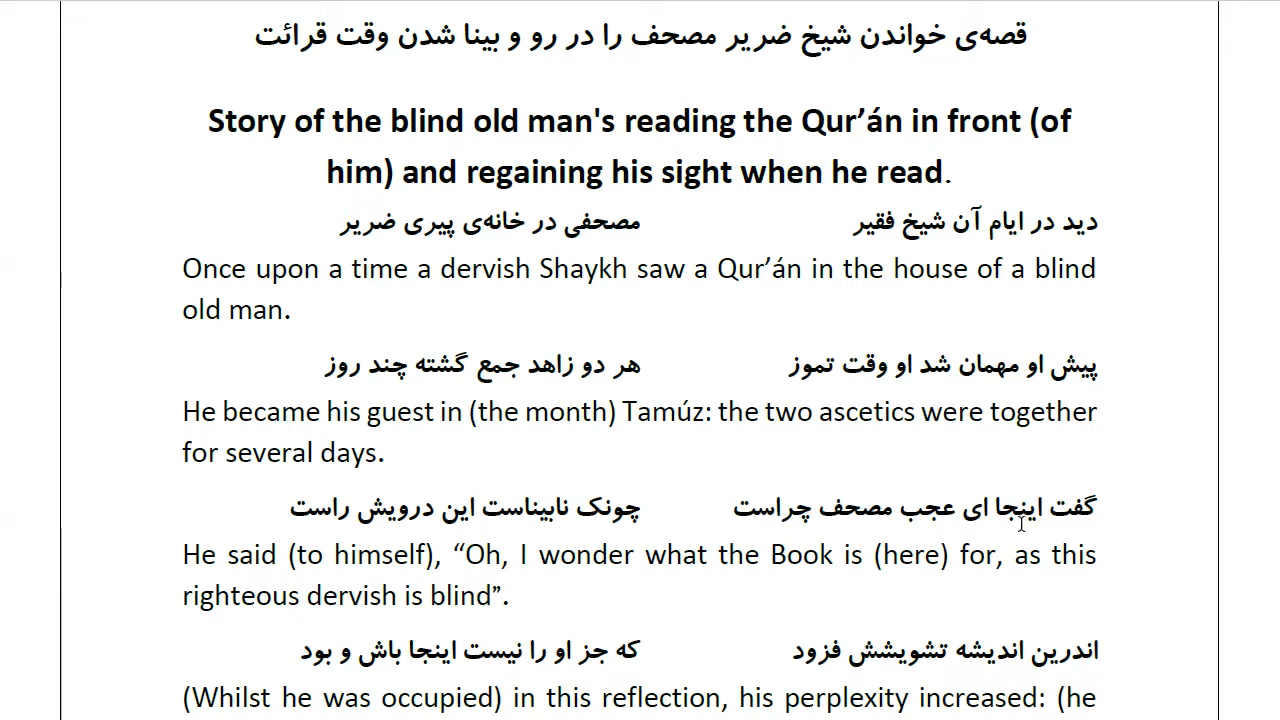 قصه‌ی خواندن شیخ ضریر مصحف را در رو و بینا شدن وقت قرائت
Story of the blind old man's reading the Qur’án in front (of
him) and regaining his sight when he read.
دید در ایام آن شیخ فقیر مصحفی در خانه‌ی پیری ضریر
Once upon a time a dervish Shaykh saw a Qur’án in the house of a blind
old man.
پیش او مهمان شد او وقت تموز هر دو زاهد جمع گشته چند روز
He became his guest in (the month) Tamúz: the two ascetics were together
for several days.
گفت اینجا ای عجب مصحف چراست چونک نابیناست این درویش راست
He said (to himself), “Oh, I wonder what the Book is (here) for, as this
righteous dervish is blind”.
اندرین اندیشه تشویشش فزود که جز او را نیست اینجا باش و بود
(Whilst he was occupied) in this reflection, his perplexity increased: (he